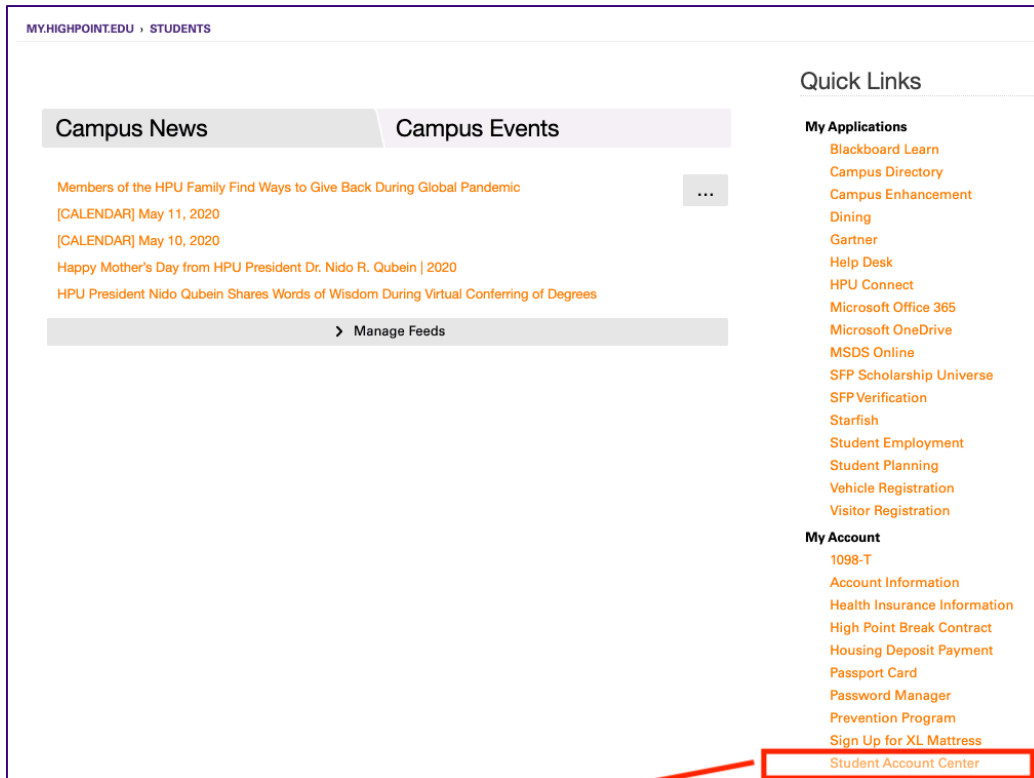 MY.HIGHPOINT.EDU › STUDENTS
Campus News
Campus Events
Members of the HPU Family Find Ways to Give Back During Global Pandemic
...
[CALENDAR] May 11, 2020
[CALENDAR] May 10, 2020
Happy Mother's Day from HPU President Dr. Nido R. Qubein | 2020
HPU President Nido Qubein Shares Words of Wisdom During Virtual Conferring of Degrees
Manage Feeds
Quick Links
My Applications
Blackboard Learn
Campus Directory
Campus Enhancement
Dining
Gartner
Help Desk
HPU Connect
Microsoft Office 365
Microsoft OneDrive
MSDS Online
SFP Scholarship Universe
SFP Verification
Starfish
Student Employment
Student Planning
Vehicle Registration
Visitor Registration
My Account
1098-T
Account Information
Health Insurance Information
High Point Break Contract
Housing Deposit Payment
Passport Card
Password Manager
Prevention Program
Sign Up for XL Mattress
Student Account Center